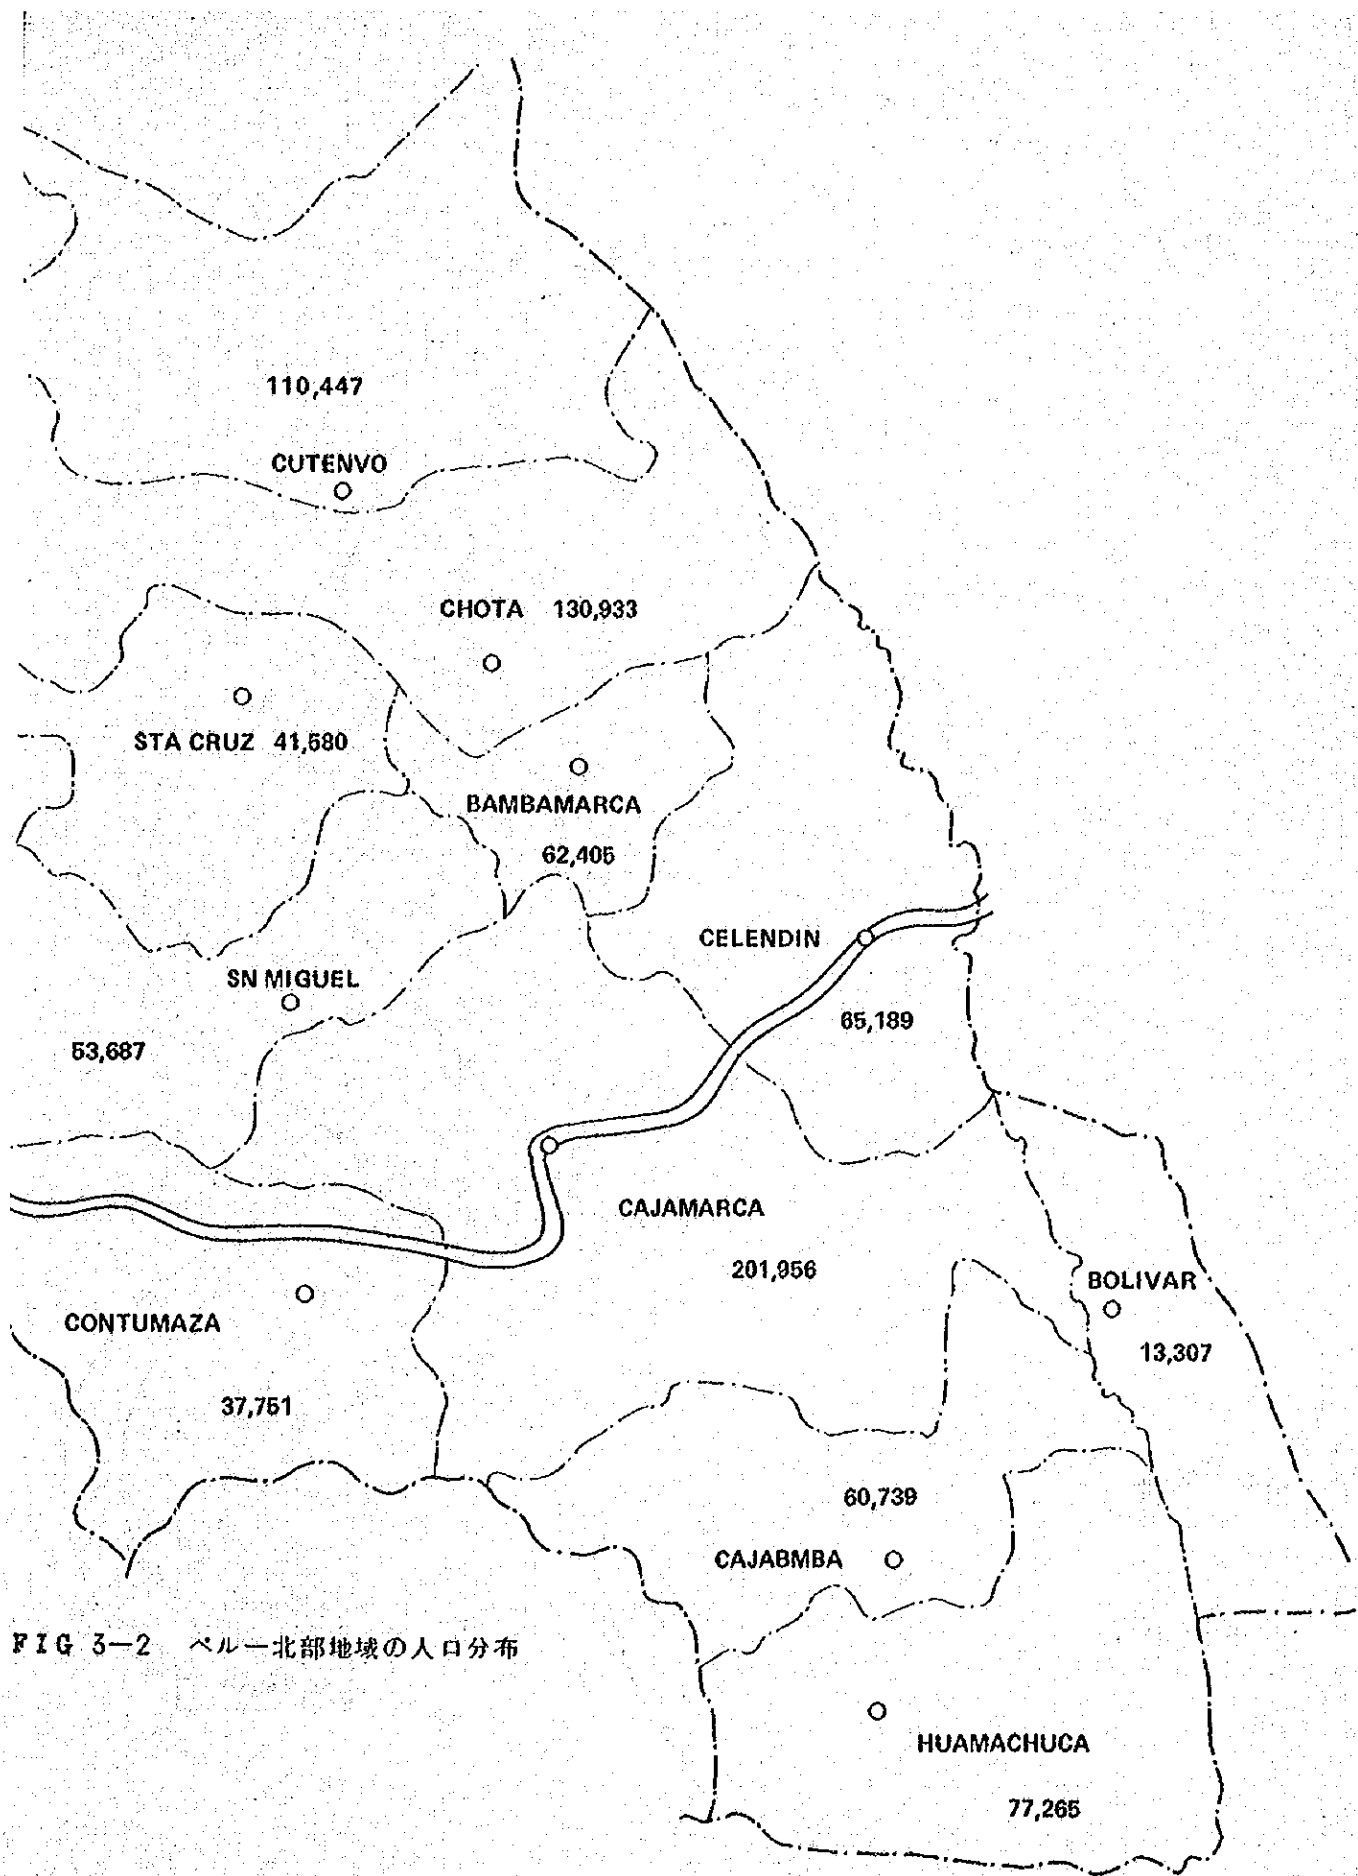 110,447
CUTENVO
CHOTA 130,933
STA CRUZ 41,580
BAMBAMARCA
62,405
CELENDIN
SN MIGUEL
65,189
53,687
CAJAMARCA
201,956
BOLIVAR
CONTUMAZA
13,307
37,751
60,739
CAJABMBA
FIG 3-2 ペルー北部地域の人口分布
HUAMACHUCA
77,265